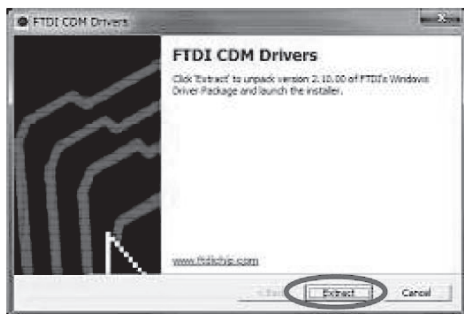 FTDI CDM Drivers
FTDI CDM Drivers
Click 'Extract' to unpack version 2.10.00 of FTDI's Windows
Driver Package and launch the installer.
www.ftdichip.com
Extract
Cancel